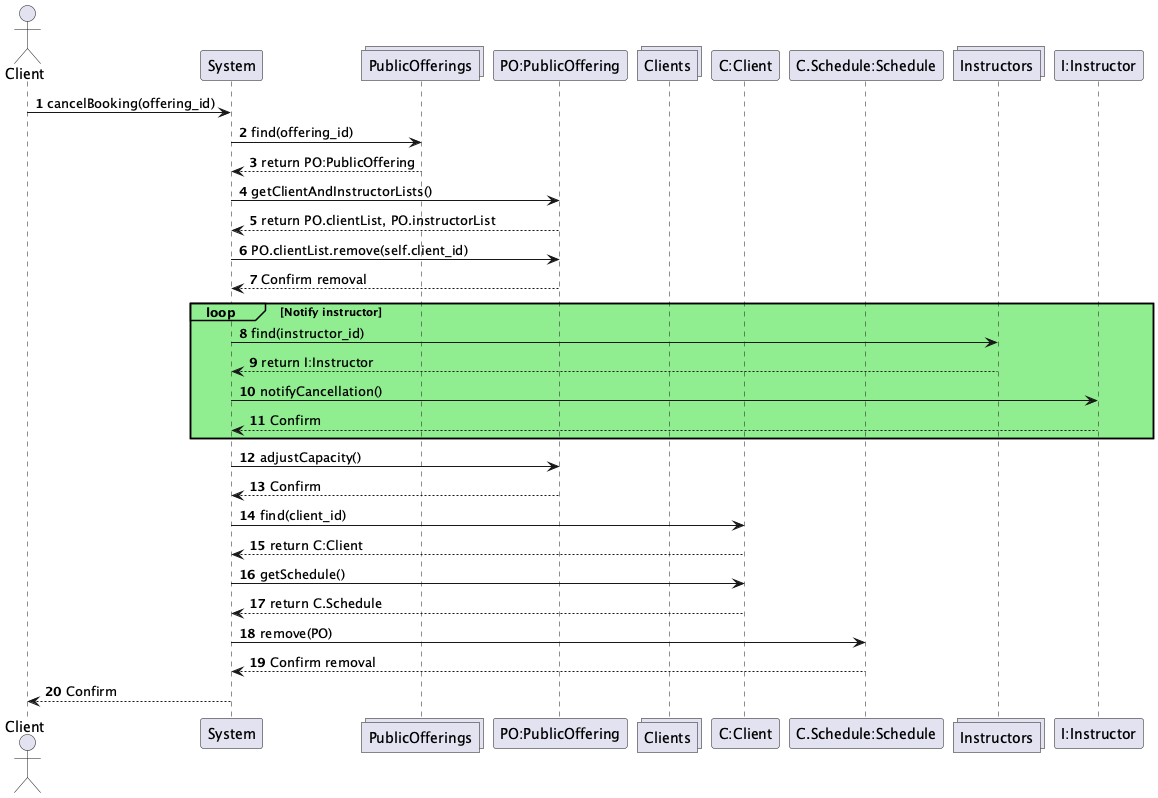 Client
System
PublicOfferings
PO:PublicOffering
Clients
C:Client
C.Schedule:Schedule
Instructors
I:Instructor
1 cancelBooking(offering_id)
2 find(offering_id)
3 return PO:PublicOffering
4 getClientAndInstructorLists()
5 return PO.clientList, PO.instructorList
6 PO.clientList.remove(self.client_id)
7 Confirm removal
loop [Notify instructor]
8 find(instructor_id)
9 return I:Instructor
10 notifyCancellation()
11 Confirm
12 adjustCapacity()
13 Confirm
14 find(client_id)
15 return C:Client
16 getSchedule()
17 return C.Schedule
18 remove(PO)
19 Confirm removal
20 Confirm
Client
System
PublicOfferings
PO:PublicOffering
Clients
C:Client
C.Schedule:Schedule
Instructors
I:Instructor